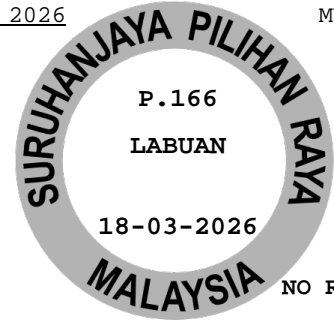 2026
M
SURUHANJAYA PILIHAN RAYA
P.166
LABUAN
18-03-2026
MALAYSIA
NO R